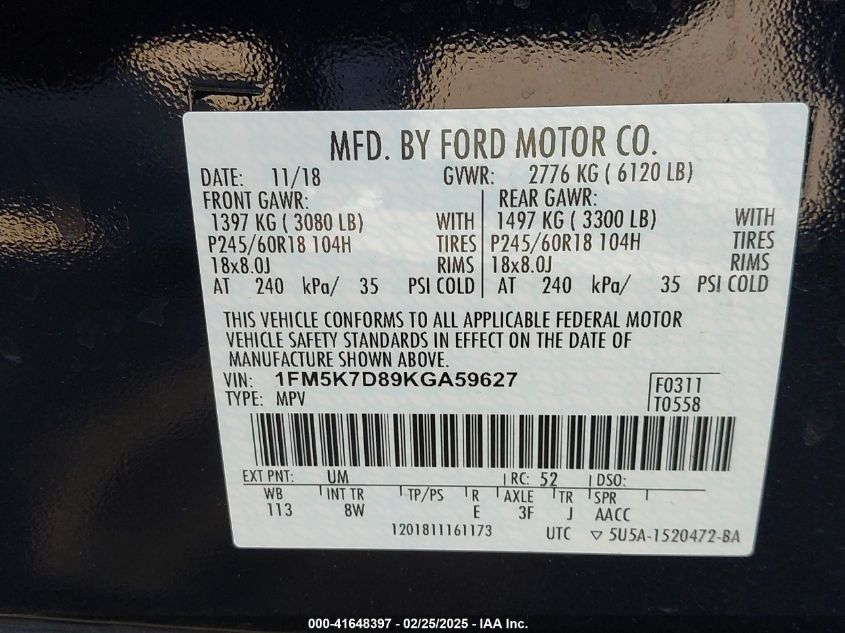 MFD. BY FORD MOTOR CO.
DATE: 11/18 GVWR: 2776 KG ( 6120 LB)
FRONT GAWR: REAR GAWR:
1397 KG ( 3080 LB) WITH 1497 KG ( 3300 LB) WITH
P245/60R18 104H TIRES P245/60R18 104H TIRES
18x8.0J RIMS 18x8.0J RIMS
AT 240 kPa/ 35 PSI COLD AT 240 kPa/ 35 PSI COLD
THIS VEHICLE CONFORMS TO ALL APPLICABLE FEDERAL MOTOR
VEHICLE SAFETY STANDARDS IN EFFECT ON THE DATE OF
MANUFACTURE SHOWN ABOVE.
VIN: 1FM5K7D89KGA59627 F0311
TYPE: MPV T0558
EXT PNT: UM RC: 52 DSO:
WB INT TR TP/PS R AXLE TR SPR
113 8W E 3F J AACC
1201811161173 UTC ▽ 5U5A-1520472-BA
000-41648397 - 02/25/2025 - IAA Inc.